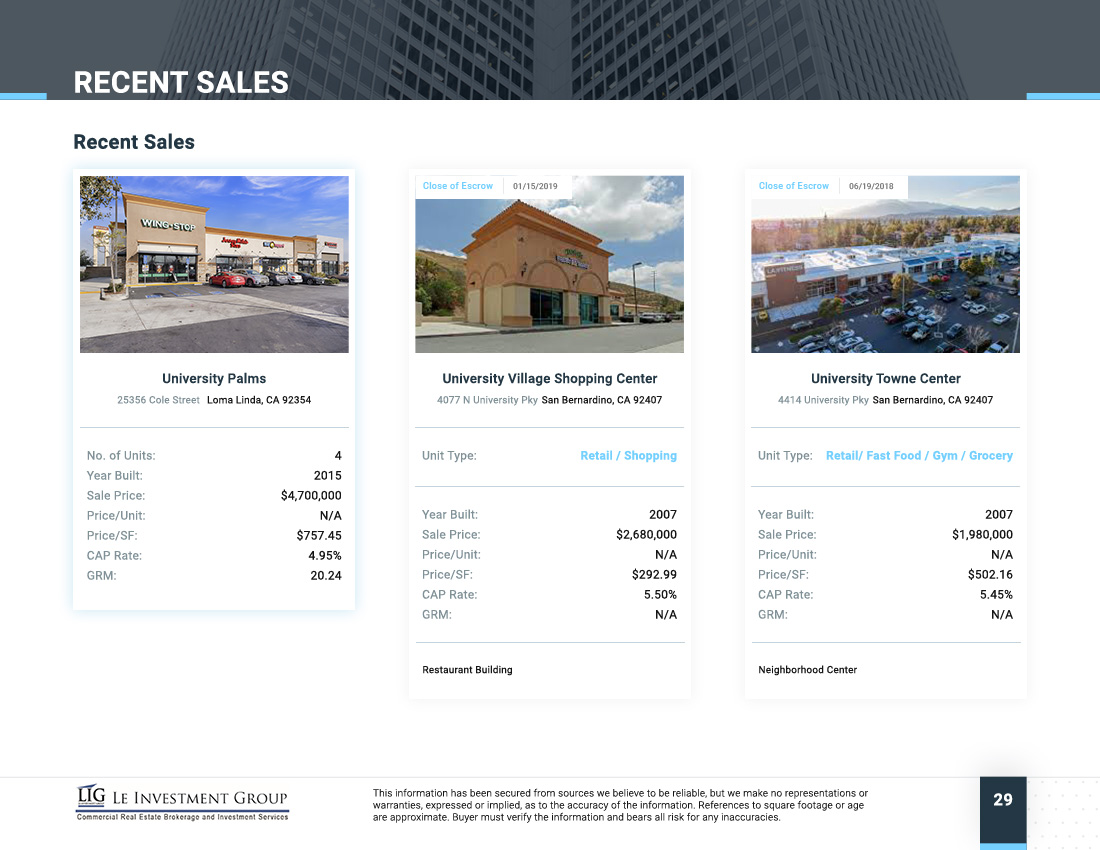 RECENT SALES
Recent Sales
WING STOP
University Palms
25356 Cole Street Loma Linda, CA 92354
No. of Units: 4
Year Built: 2015
Sale Price: $4,700,000
Price/Unit: N/A
Price/SF: $757.45
CAP Rate: 4.95%
GRM: 20.24
Close of Escrow 01/15/2019
University Village Shopping Center
4077 N University Pky San Bernardino, CA 92407
Unit Type: Retail / Shopping
Year Built: 2007
Sale Price: $2,680,000
Price/Unit: N/A
Price/SF: $292.99
CAP Rate: 5.50%
GRM: N/A
Restaurant Building
Close of Escrow 06/19/2018
LA FITNESS
University Towne Center
4414 University Pky San Bernardino, CA 92407
Unit Type: Retail/ Fast Food / Gym / Grocery
Year Built: 2007
Sale Price: $1,980,000
Price/Unit: N/A
Price/SF: $502.16
CAP Rate: 5.45%
GRM: N/A
Neighborhood Center
LIG LE INVESTMENT GROUP
Commercial Real Estate Brokerage and Investment Services
This information has been secured from sources we believe to be reliable, but we make no representations or
warranties, expressed or implied, as to the accuracy of the information. References to square footage or age
are approximate. Buyer must verify the information and bears all risk for any inaccuracies.
29